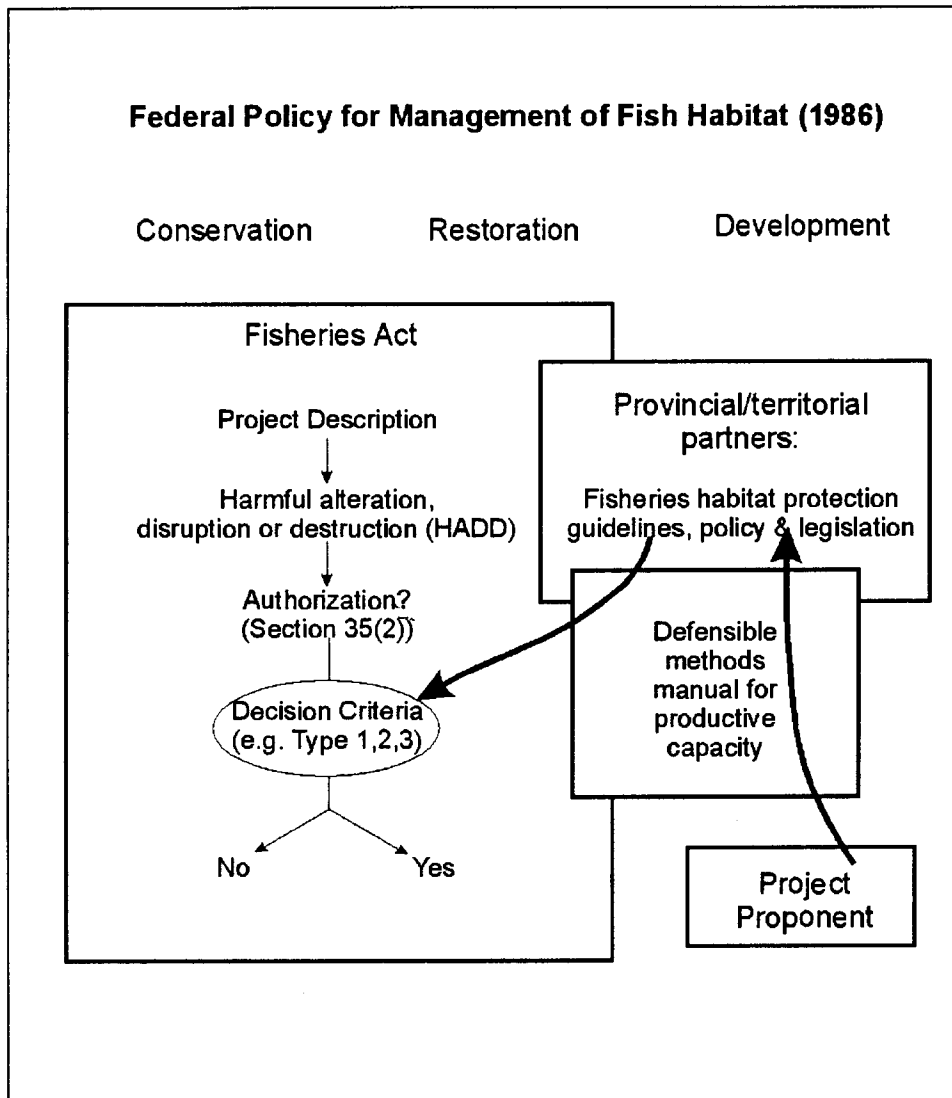 Federal Policy for Management of Fish Habitat (1986)
Conservation Restoration Development
Fisheries Act
Project Description
Harmful alteration,
disruption or destruction (HADD)
Authorization?
(Section 35(2))
Decision Criteria
(e.g. Type 1,2,3)
No Yes
Provincial/territorial
partners:
Fisheries habitat protection
guidelines, policy & legislation
Defensible
methods
manual for
productive
capacity
Project
Proponent